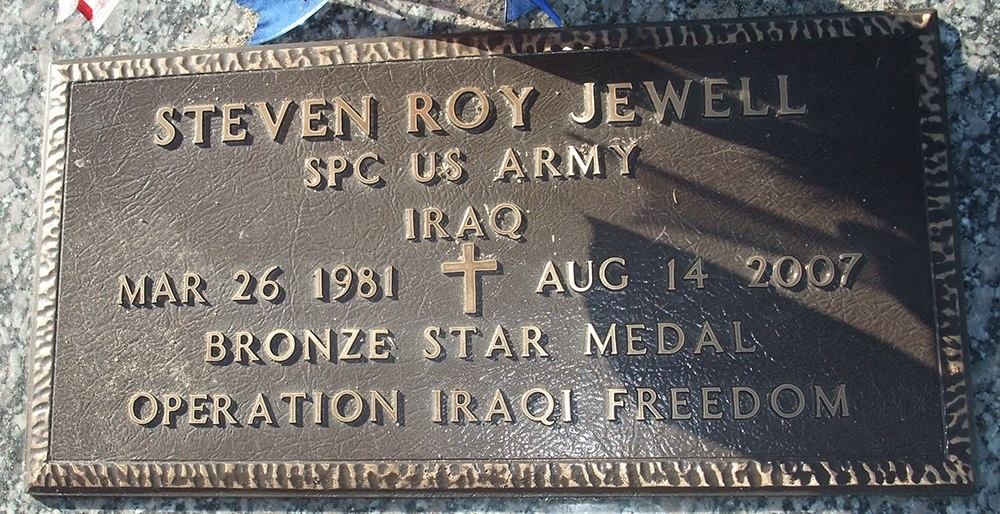 STEVEN ROY JEWELL
SPC US ARMY
IRAQ
MAR 26 1981 AUG 14 2007
BRONZE STAR MEDAL
OPERATION IRAQI FREEDOM